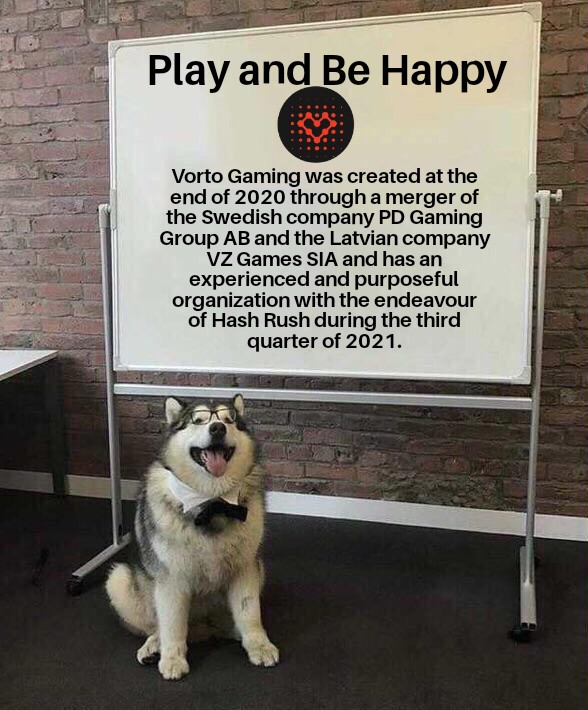 Play and Be Happy
Vorto Gaming was created at the
end of 2020 through a merger of
the Swedish company PD Gaming
Group AB and the Latvian company
VZ Games SIA and has an
experienced and purposeful
organization with the endeavour
of Hash Rush during the third
quarter of 2021.